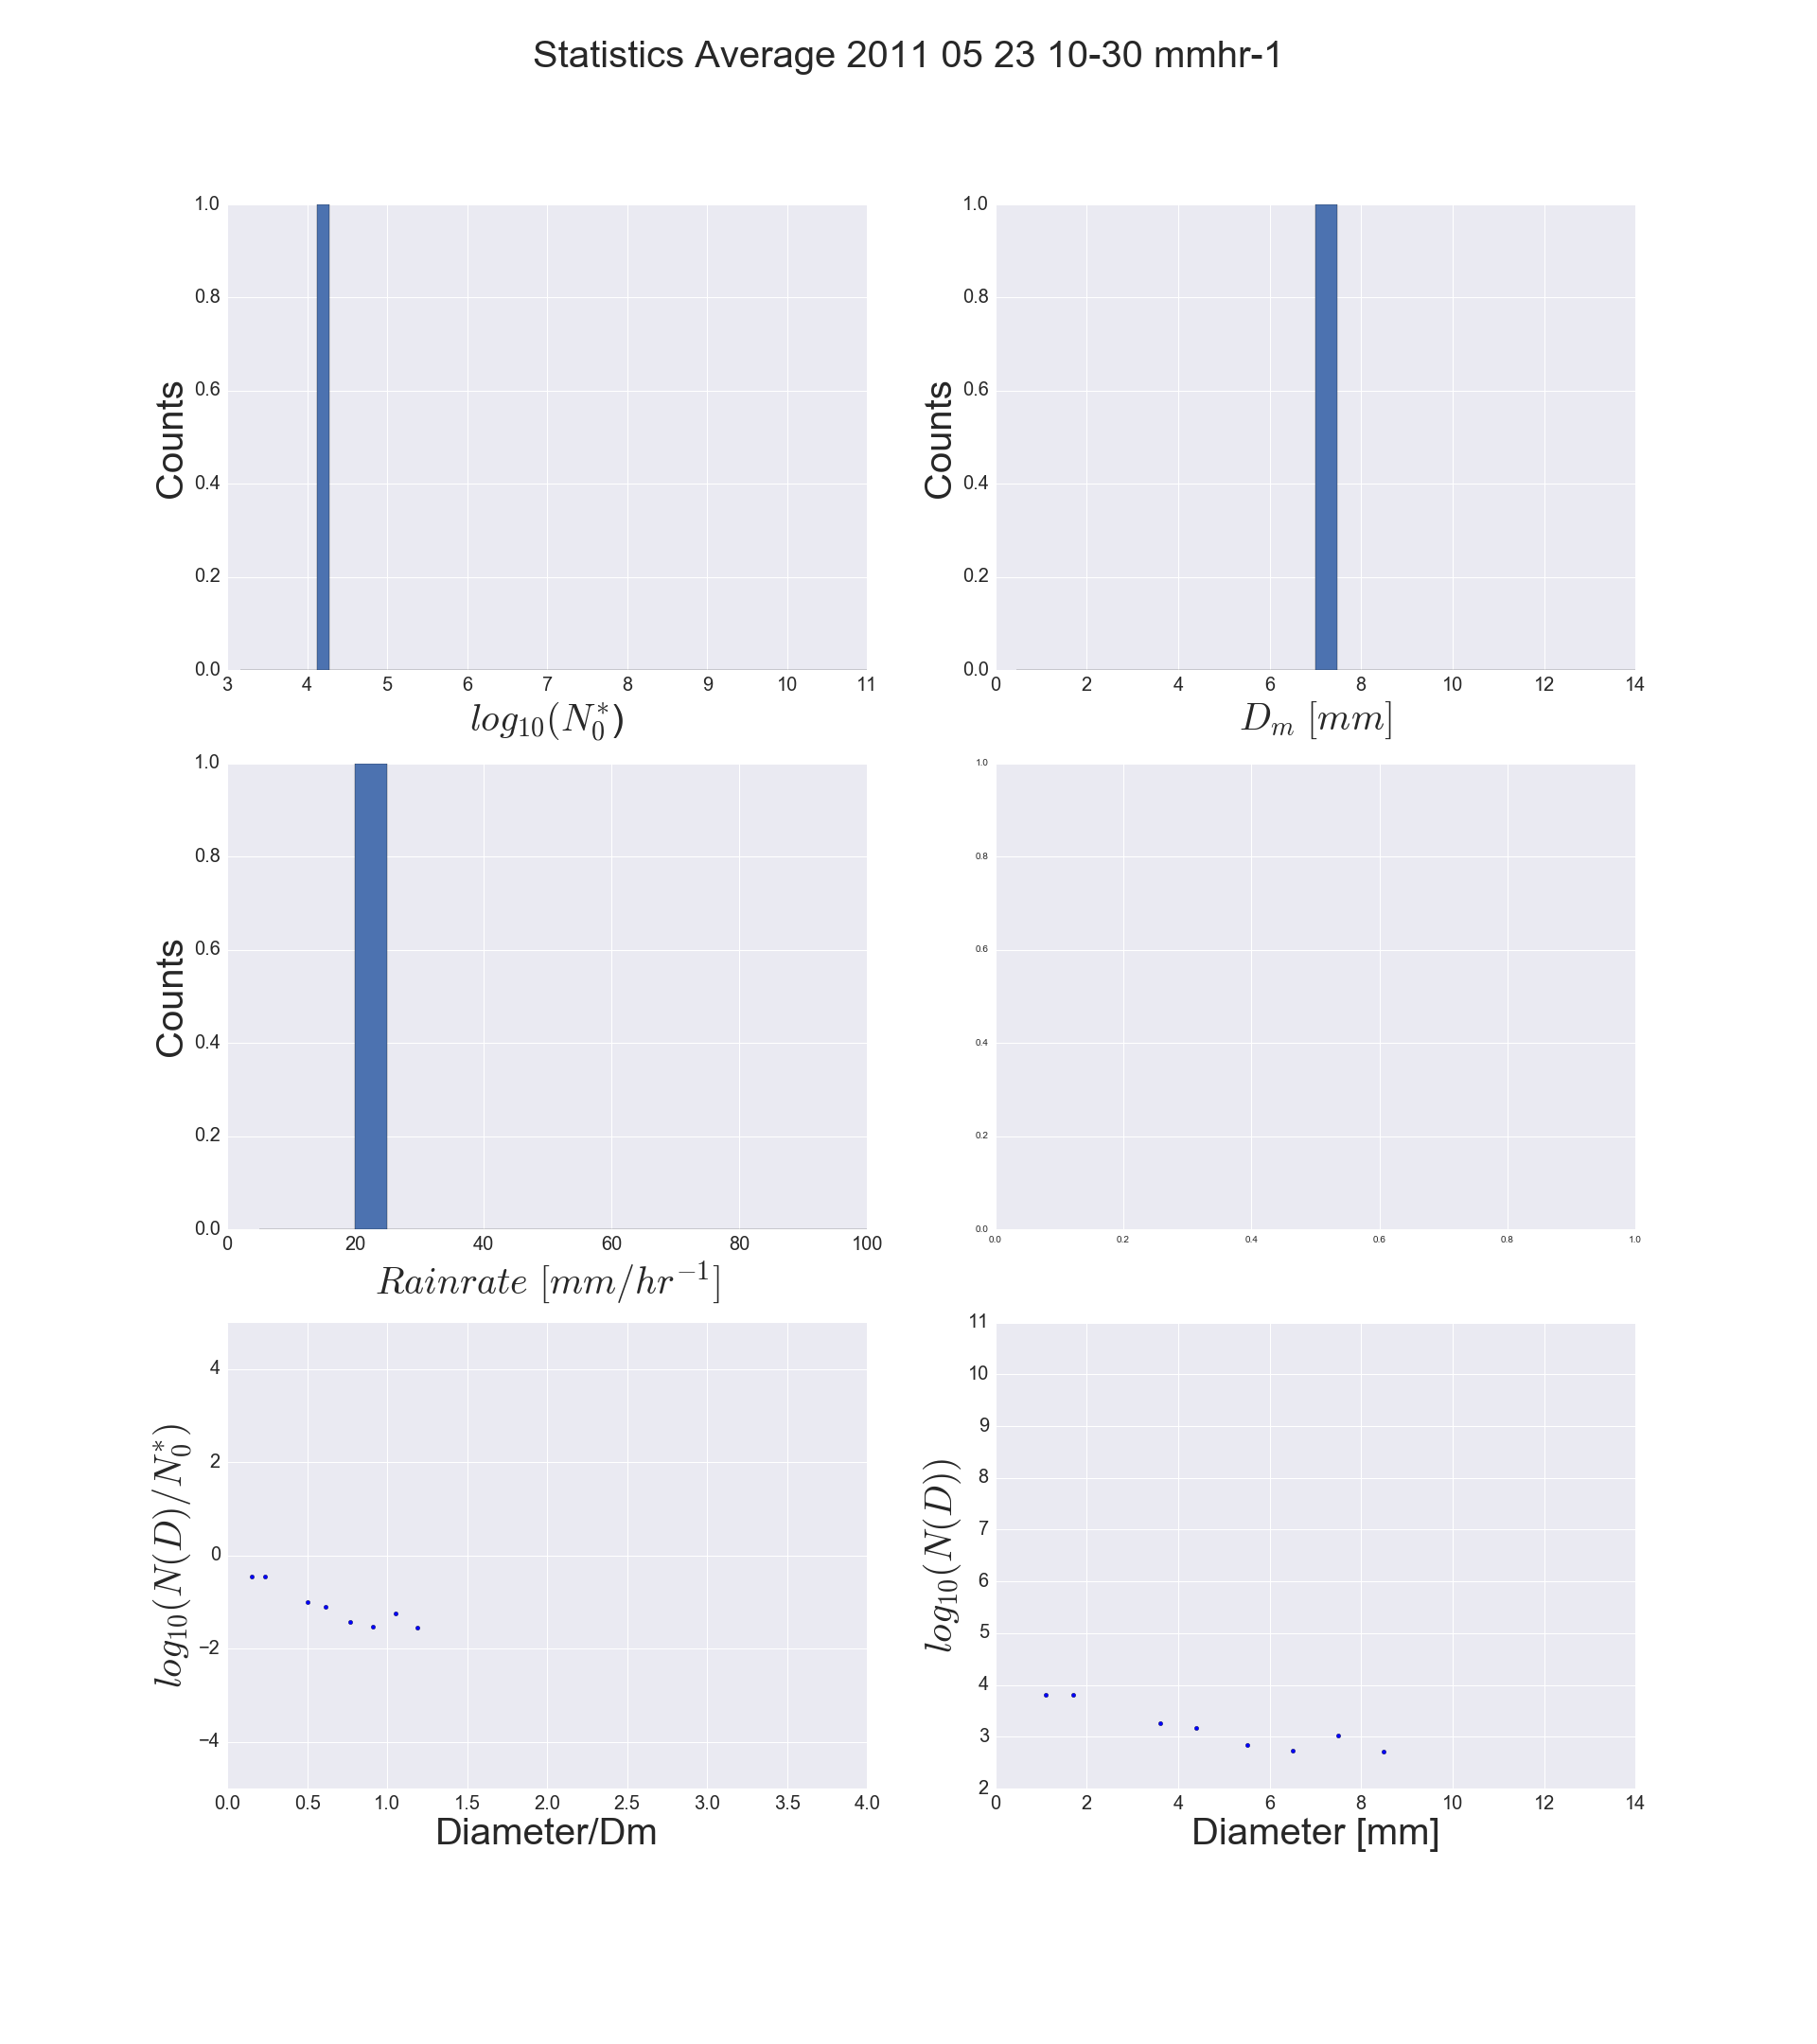 Statistics Average 2011 05 23 10-30 mmhr-1
1.0
0.8
0.6
0.4
0.2
0.0
Counts
3 4 5 6 7 8 9 10 11
log₁₀(N₀*)
1.0
0.8
0.6
0.4
0.2
0.0
Counts
0 2 4 6 8 10 12 14
Dₘ [mm]
1.0
0.8
0.6
0.4
0.2
0.0
Counts
0 20 40 60 80 100
Rainrate [mm/hr⁻¹]
1.0
0.8
0.6
0.4
0.2
0.0
0.0 0.2 0.4 0.6 0.8 1.0
4
2
0
−2
−4
log₁₀(N(D)/N₀*)
0.0 0.5 1.0 1.5 2.0 2.5 3.0 3.5 4.0
Diameter/Dm
11
10
9
8
7
6
5
4
3
2
log₁₀(N(D))
0 2 4 6 8 10 12 14
Diameter [mm]